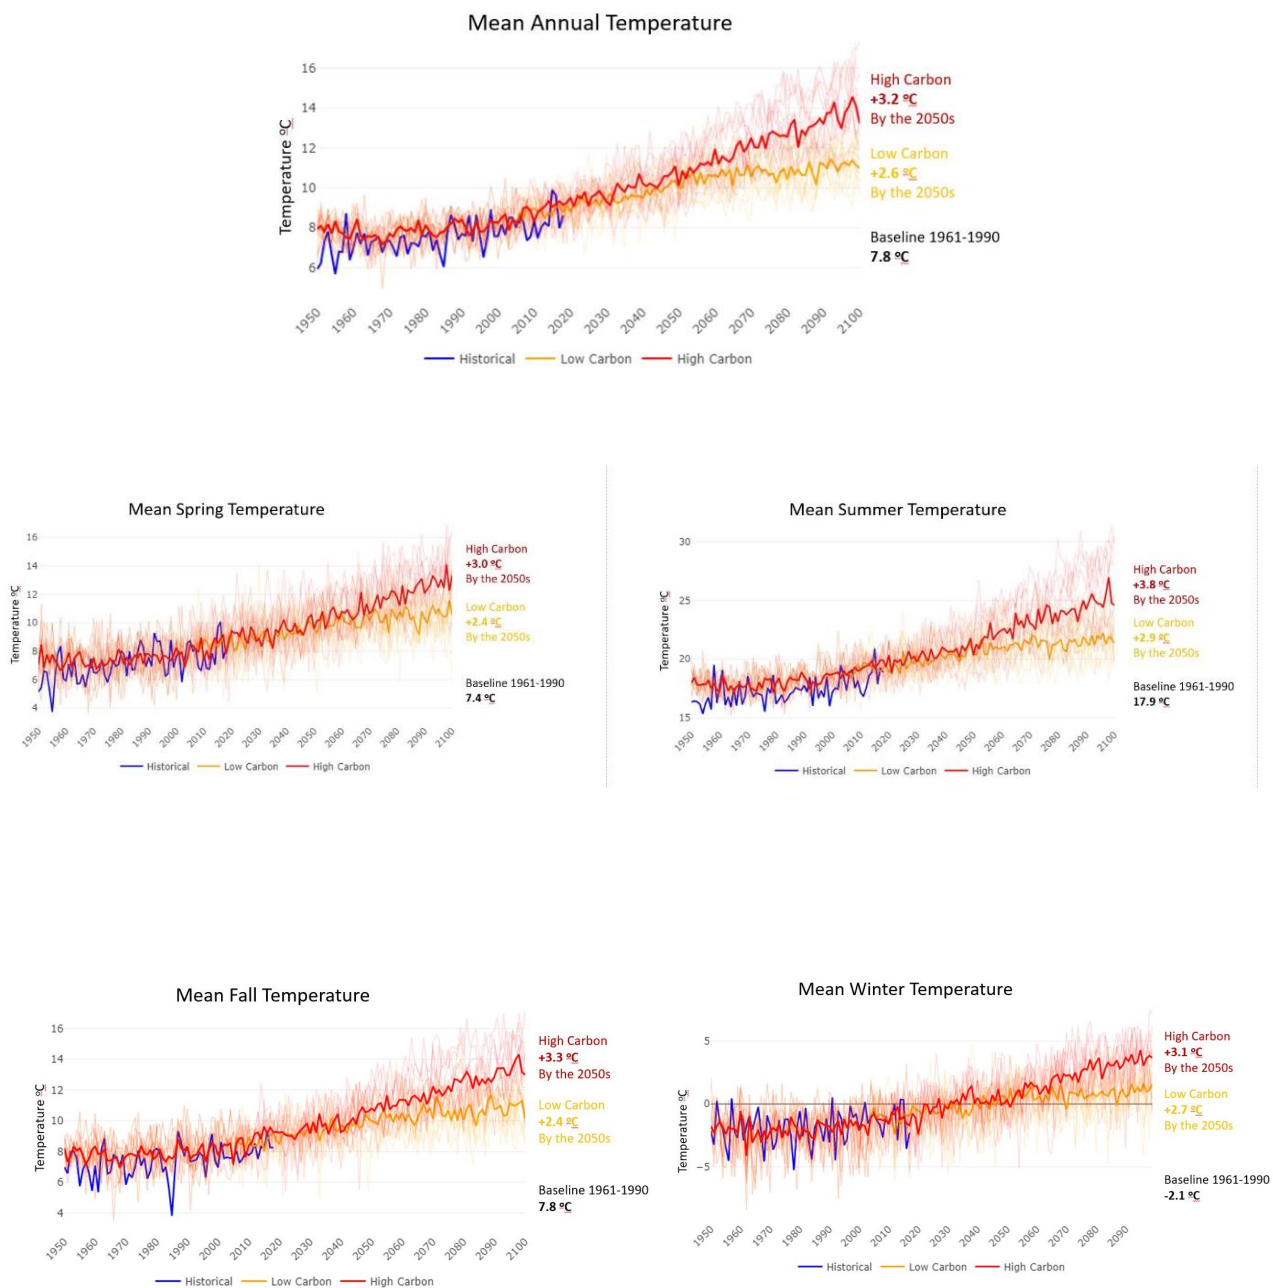 Mean Annual Temperature
Temperature ºC
16
14
12
10
8
6
1950 1960 1970 1980 1990 2000 2010 2020 2030 2040 2050 2060 2070 2080 2090 2100
Historical Low Carbon High Carbon
High Carbon
+3.2 ºC
By the 2050s
Low Carbon
+2.6 ºC
By the 2050s
Baseline 1961-1990
7.8 ºC
Mean Spring Temperature
Temperature ºC
16
14
12
10
8
6
4
1950 1960 1970 1980 1990 2000 2010 2020 2030 2040 2050 2060 2070 2080 2090 2100
Historical Low Carbon High Carbon
High Carbon
+3.0 ºC
By the 2050s
Low Carbon
+2.4 ºC
By the 2050s
Baseline 1961-1990
7.4 ºC
Mean Summer Temperature
Temperature ºC
30
25
20
15
1950 1960 1970 1980 1990 2000 2010 2020 2030 2040 2050 2060 2070 2080 2090 2100
Historical Low Carbon High Carbon
High Carbon
+3.8 ºC
By the 2050s
Low Carbon
+2.9 ºC
By the 2050s
Baseline 1961-1990
17.9 ºC
Mean Fall Temperature
Temperature ºC
16
14
12
10
8
6
4
1950 1960 1970 1980 1990 2000 2010 2020 2030 2040 2050 2060 2070 2080 2090 2100
Historical Low Carbon High Carbon
High Carbon
+3.3 ºC
By the 2050s
Low Carbon
+2.4 ºC
By the 2050s
Baseline 1961-1990
7.8 ºC
Mean Winter Temperature
Temperature ºC
5
0
−5
1950 1960 1970 1980 1990 2000 2010 2020 2030 2040 2050 2060 2070 2080 2090
Historical Low Carbon High Carbon
High Carbon
+3.1 ºC
By the 2050s
Low Carbon
+2.7 ºC
By the 2050s
Baseline 1961-1990
-2.1 ºC